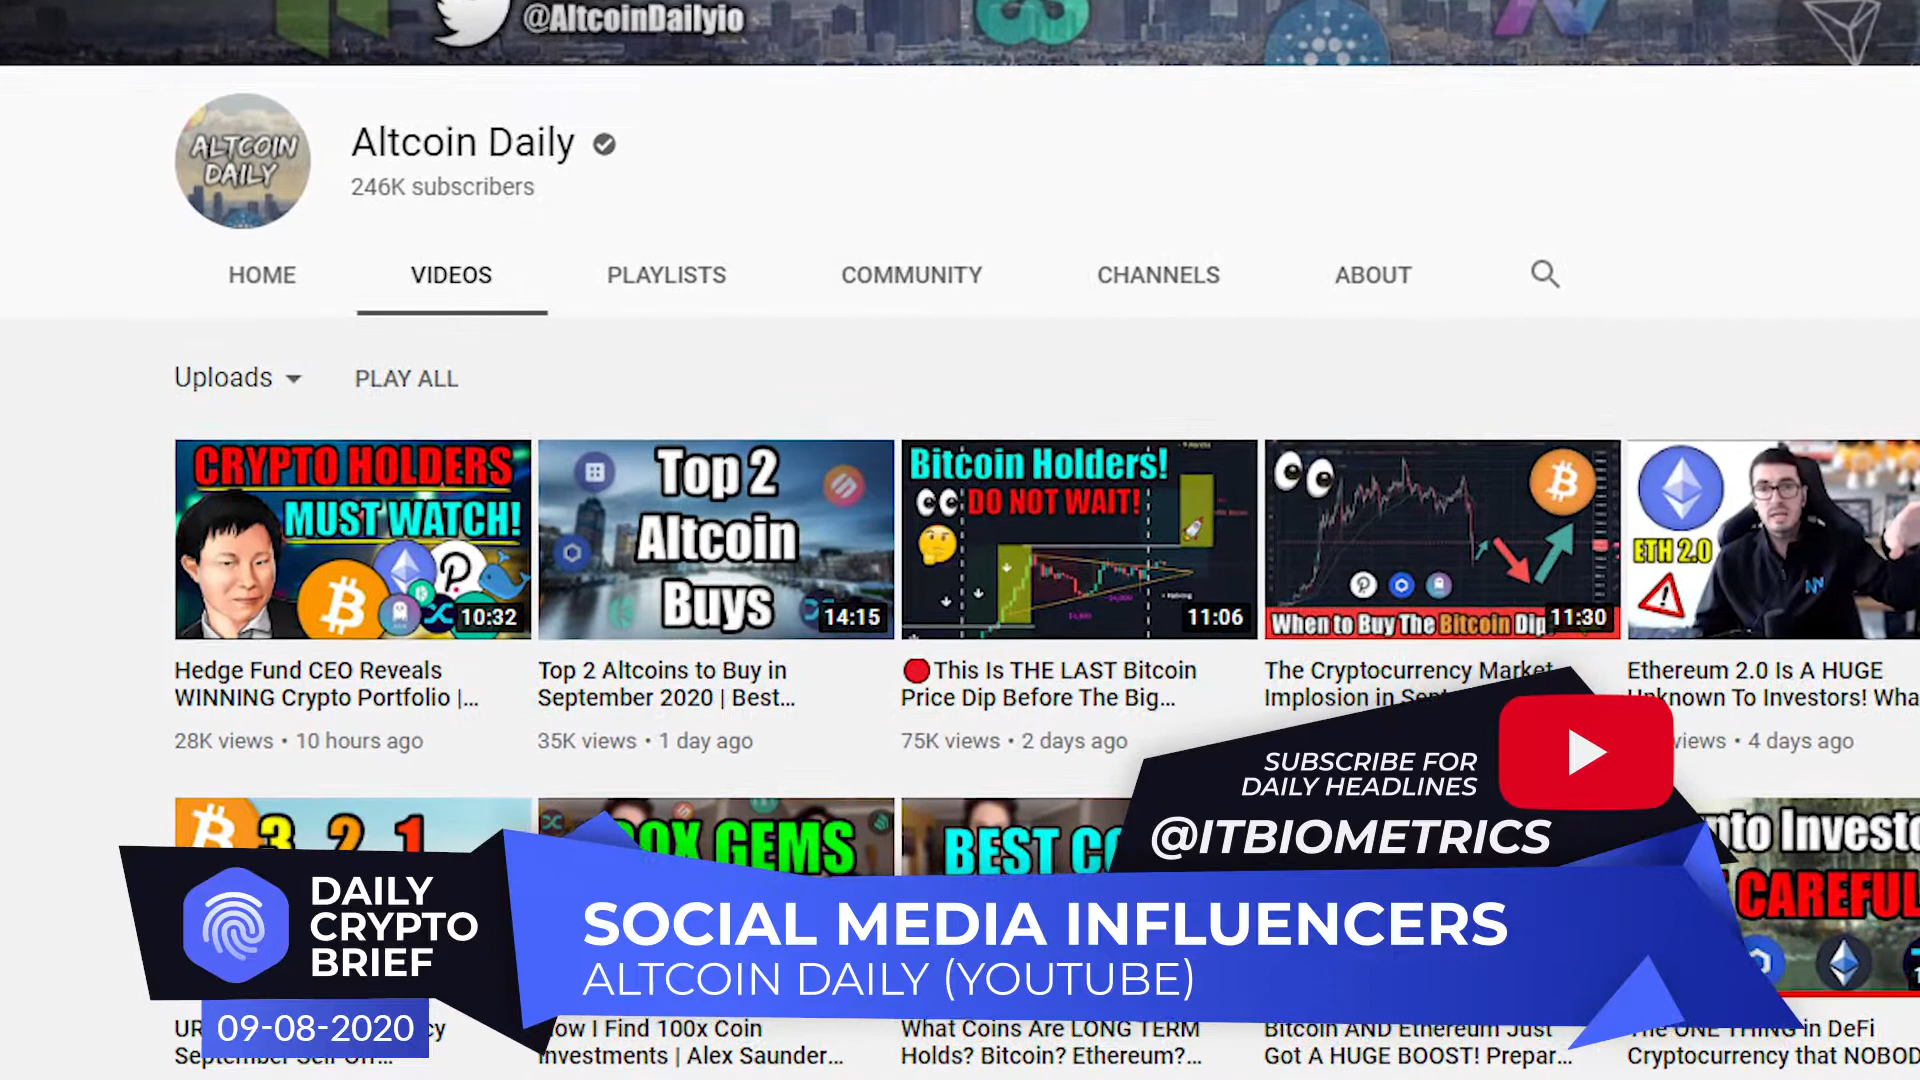 @AltcoinDailyio
ALTCOIN
DAILY
Altcoin Daily
246K subscribers
HOME
VIDEOS
PLAYLISTS
COMMUNITY
CHANNELS
ABOUT
Uploads
PLAY ALL
CRYPTO HOLDERS
MUST WATCH!
10:32
Top 2
Altcoin
Buys
14:15
Bitcoin Holders!
DO NOT WAIT!
11:06
When to Buy The Bitcoin Dip
11:30
ETH 2.0
Hedge Fund CEO Reveals
WINNING Crypto Portfolio |...
28K views • 10 hours ago
Top 2 Altcoins to Buy in
September 2020 | Best...
35K views • 1 day ago
This Is THE LAST Bitcoin
Price Dip Before The Big...
75K views • 2 days ago
The Cryptocurrency Market
Implosion in
Ethereum 2.0 Is A HUGE
Unknown To Investors!
views • 4 days ago
SUBSCRIBE FOR
DAILY HEADLINES
@ITBIOMETRICS
3 2 1
GEMS
BEST
CAREFUL
DAILY
CRYPTO
BRIEF
09-08-2020
SOCIAL MEDIA INFLUENCERS
ALTCOIN DAILY (YOUTUBE)
How I Find 100x Coin
Investments | Alex Saunder...
What Coins Are LONG TERM
Holds? Bitcoin? Ethereum?...
Bitcoin AND Ethereum Just
Got A HUGE BOOST! Prepar...
The ONE THING in DeFi
Cryptocurrency that